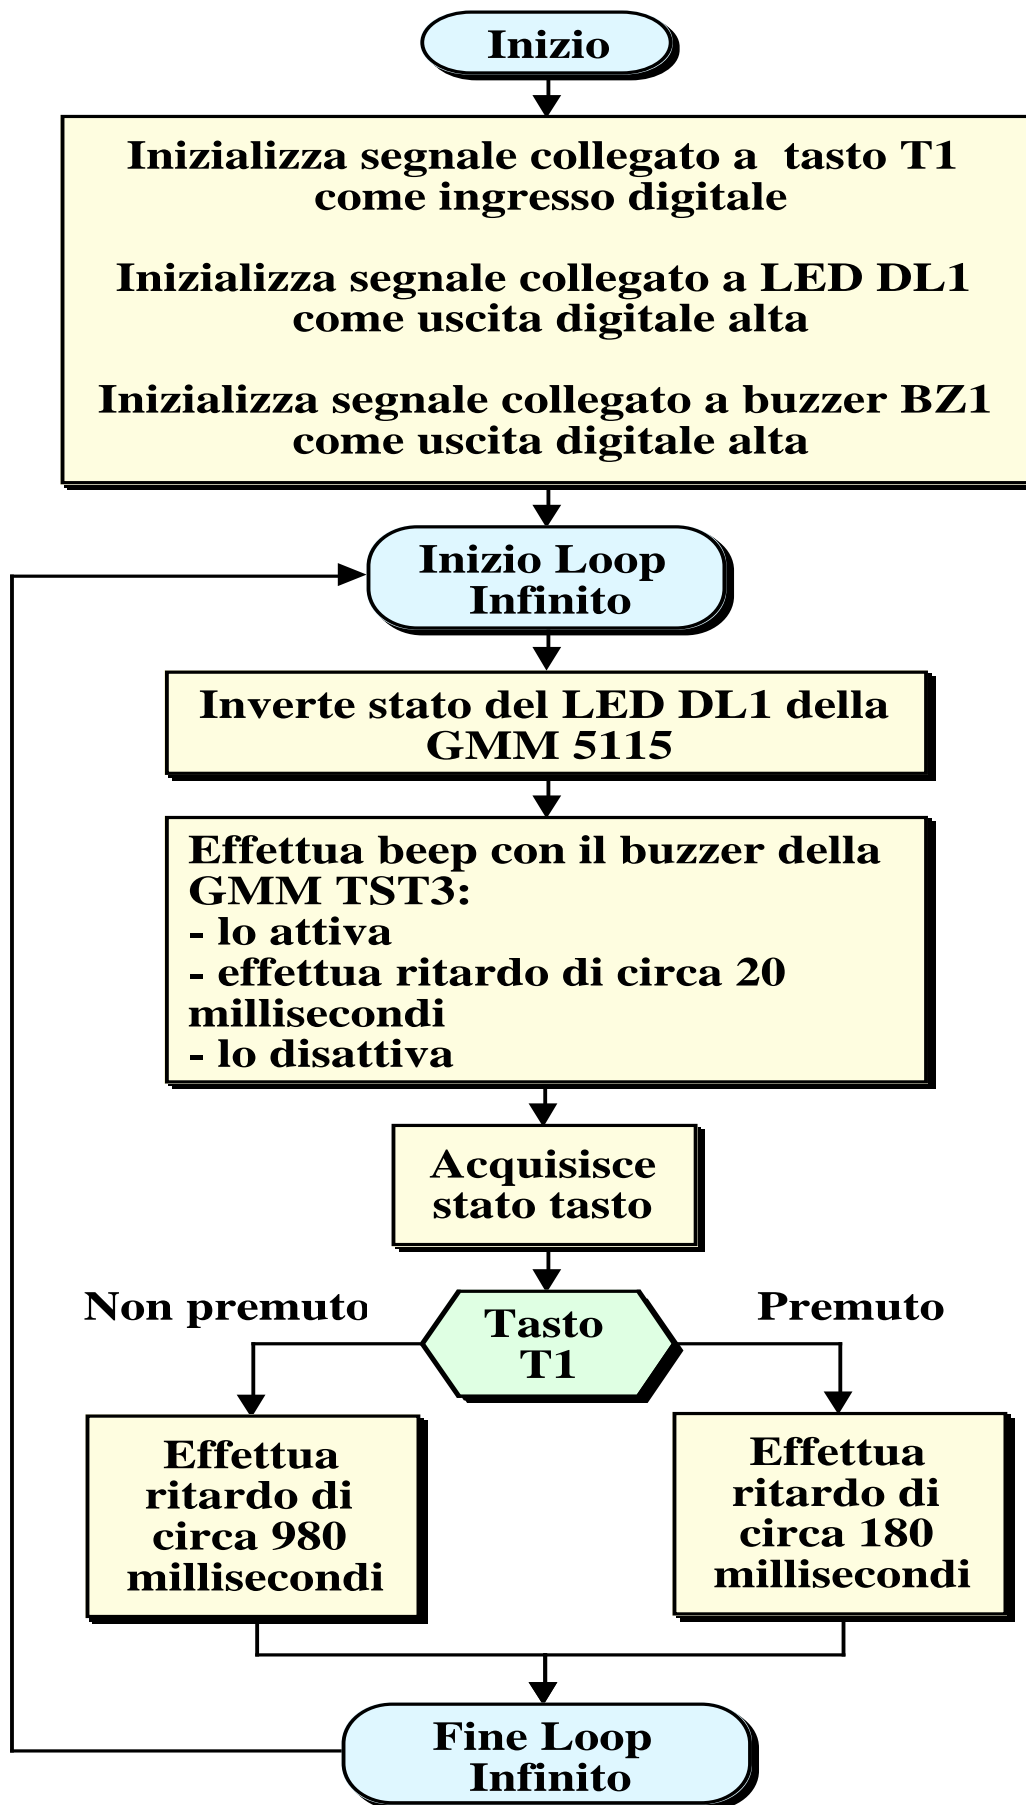 Inizio
Inizializza segnale collegato a tasto T1
come ingresso digitale
Inizializza segnale collegato a LED DL1
come uscita digitale alta
Inizializza segnale collegato a buzzer BZ1
come uscita digitale alta
Inizio Loop
Infinito
Inverte stato del LED DL1 della
GMM 5115
Effettua beep con il buzzer della
GMM TST3:
- lo attiva
- effettua ritardo di circa 20
millisecondi
- lo disattiva
Acquisisce
stato tasto
Non premuto
Tasto
T1
Premuto
Effettua
ritardo di
circa 980
millisecondi
Effettua
ritardo di
circa 180
millisecondi
Fine Loop
Infinito